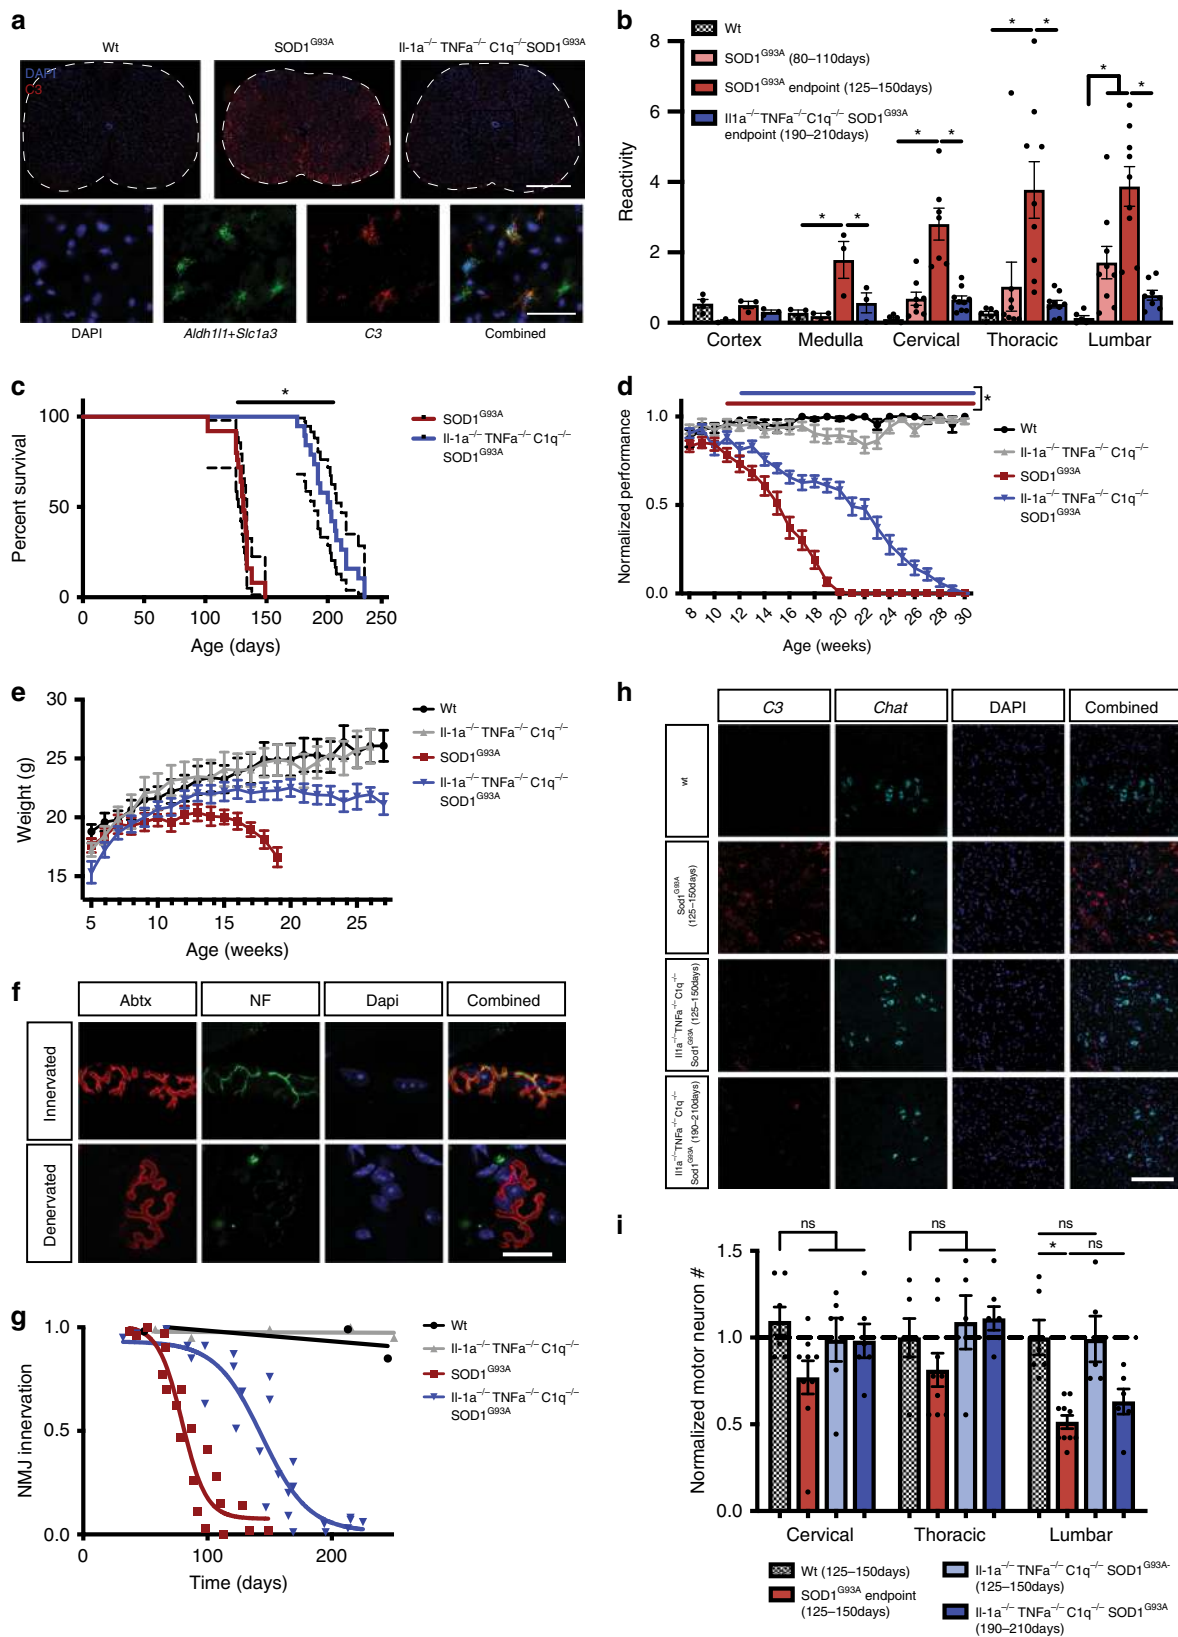 a
Wt
SOD1G93A
Il-1a−/− TNFa−/− C1q−/−SOD1G93A
DAPI
C3
DAPI
Aldh1l1+Slc1a3
C3
Combined
b
Wt
SOD1G93A (80–110days)
SOD1G93A endpoint (125–150days)
Il1a−/−TNFa−/−C1q−/− SOD1G93A
endpoint (190–210days)
Reactivity
8
6
4
2
0
* *
* *
* *
* *
* *
Cortex Medulla Cervical Thoracic Lumbar
c
*
Percent survival
100
50
0
0 50 100 150 200 250
Age (days)
SOD1G93A
Il-1a−/− TNFa−/− C1q−/−
SOD1G93A
d
*
Normalized performance
1.0
0.5
0.0
8 10 12 14 16 18 20 22 24 26 28 30
Age (weeks)
Wt
Il-1a−/− TNFa−/− C1q−/−
SOD1G93A
Il-1a−/− TNFa−/− C1q−/−
SOD1G93A
e
Weight (g)
30
25
20
15
5 10 15 20 25
Age (weeks)
Wt
Il-1a−/− TNFa−/− C1q−/−
SOD1G93A
Il-1a−/− TNFa−/− C1q−/−
SOD1G93A
f
Abtx NF Dapi Combined
Innervated
Denervated
g
NMJ innervation
1.0
0.5
0.0
0 100 200
Time (days)
Wt
Il-1a−/− TNFa−/− C1q−/−
SOD1G93A
Il-1a−/− TNFa−/− C1q−/−
SOD1G93A
h
C3 Chat DAPI Combined
wt
Sod1G93A
(125–150days)
Il1a−/−TNFa−/−C1q−/−
Sod1G93A (125–150days)
Il1a−/−TNFa−/−C1q−/−
Sod1G93A (190–210days)
i
Normalized motor neuron #
1.5
1.0
0.5
0.0
ns
ns
ns
* ns
Cervical Thoracic Lumbar
Wt (125–150days)
SOD1G93A endpoint
(125–150days)
Il-1a−/− TNFa−/− C1q−/− SOD1G93A-
(125–150days)
Il-1a−/− TNFa−/− C1q−/− SOD1G93A
(190–210days)